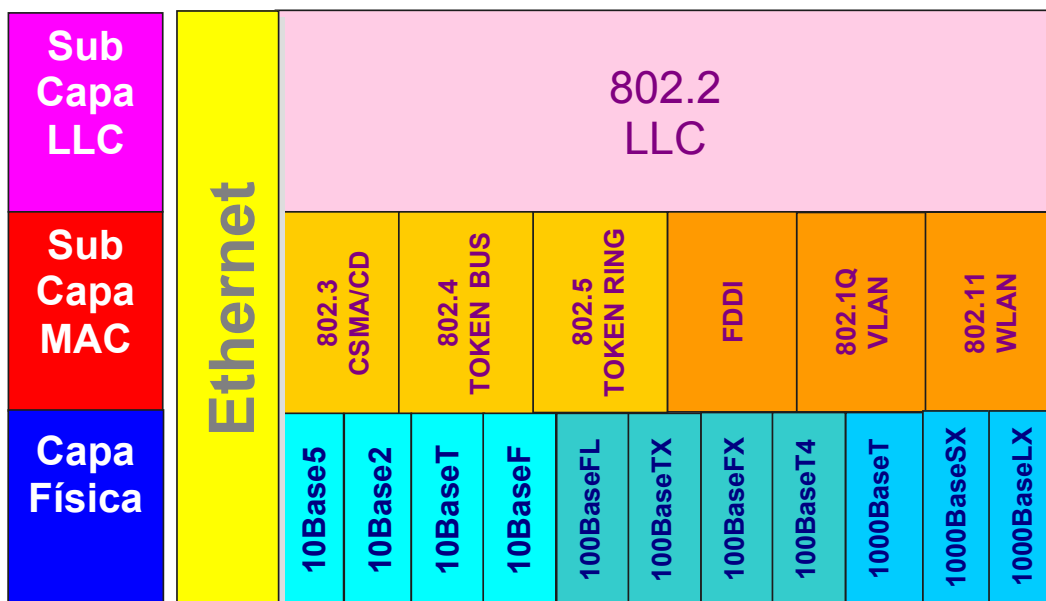 Sub
Capa
LLC
Ethernet
802.2
LLC
Sub
Capa
MAC
802.3
CSMA/CD
802.4
TOKEN BUS
802.5
TOKEN RING
FDDI
802.1Q
VLAN
802.11
WLAN
Capa
Física
10Base5
10Base2
10BaseT
10BaseF
100BaseFL
100BaseTX
100BaseFX
100BaseT4
1000BaseT
1000BaseSX
1000BaseLX